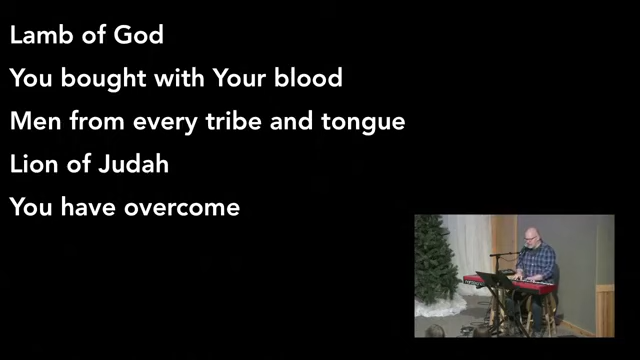 Lamb of God
You bought with Your blood
Men from every tribe and tongue
Lion of Judah
You have overcome